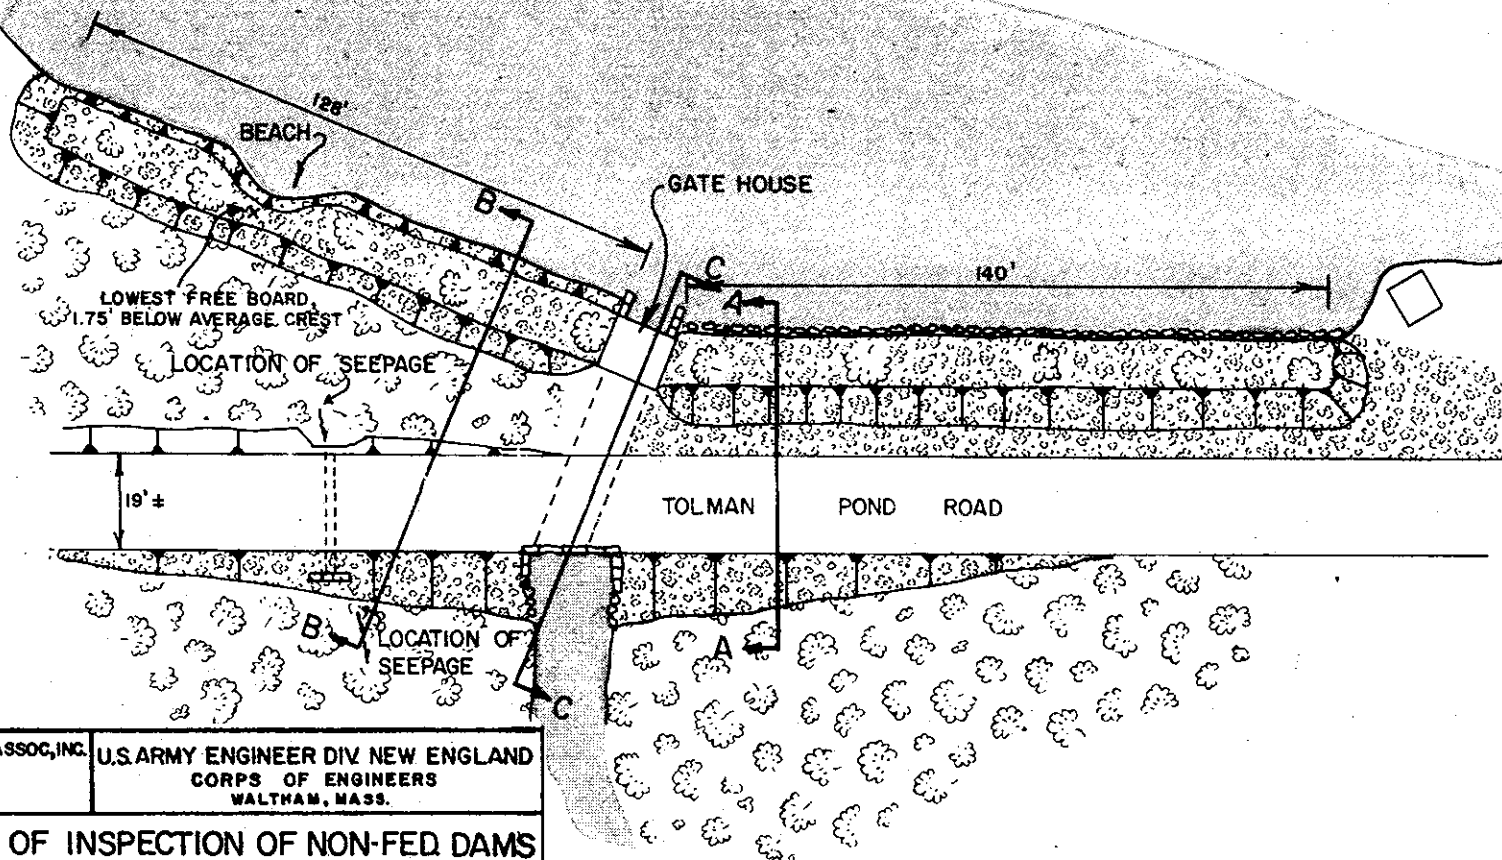 128'
BEACH
B
GATE HOUSE
C
140'
A
LOWEST FREE BOARD,
1.75' BELOW AVERAGE CREST
LOCATION OF SEEPAGE
19' ±
TOLMAN POND ROAD
B
LOCATION OF
SEEPAGE
A
C
ASSOC, INC.
U.S. ARMY ENGINEER DIV. NEW ENGLAND
CORPS OF ENGINEERS
WALTHAM, MASS.
OF INSPECTION OF NON-FED. DAMS